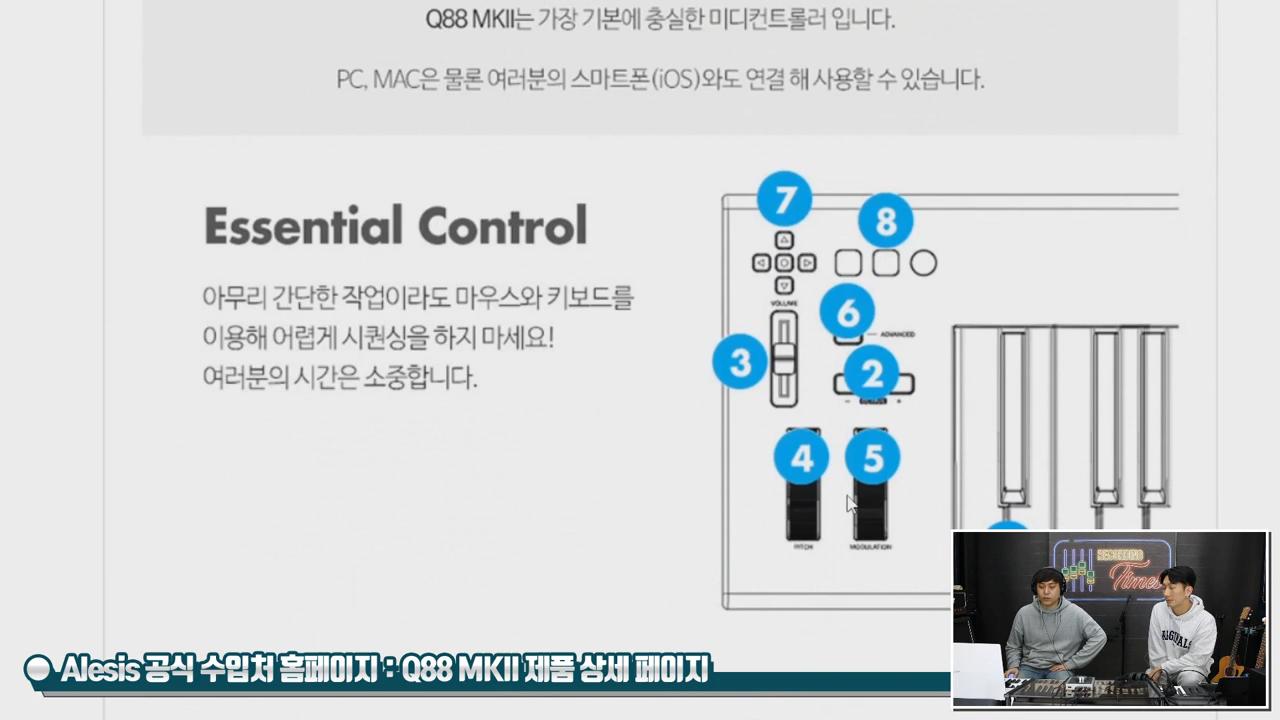 Q88 MKII는 가장 기본에 충실한 미디컨트롤러 입니다.
PC, MAC은 물론 여러분의 스마트폰(iOS)와도 연결 해 사용할 수 있습니다.
Essential Control
아무리 간단한 작업이라도 마우스와 키보드를
이용해 어렵게 시퀀싱을 하지 마세요!
여러분의 시간은 소중합니다.
7
8
VOLUME
6
ADVANCED
3
2
- +
4
5
PITCH
MODULATION
RECORDING
Times
Alesis 공식 수입처 홈페이지 : Q88 MKII 제품 상세 페이지